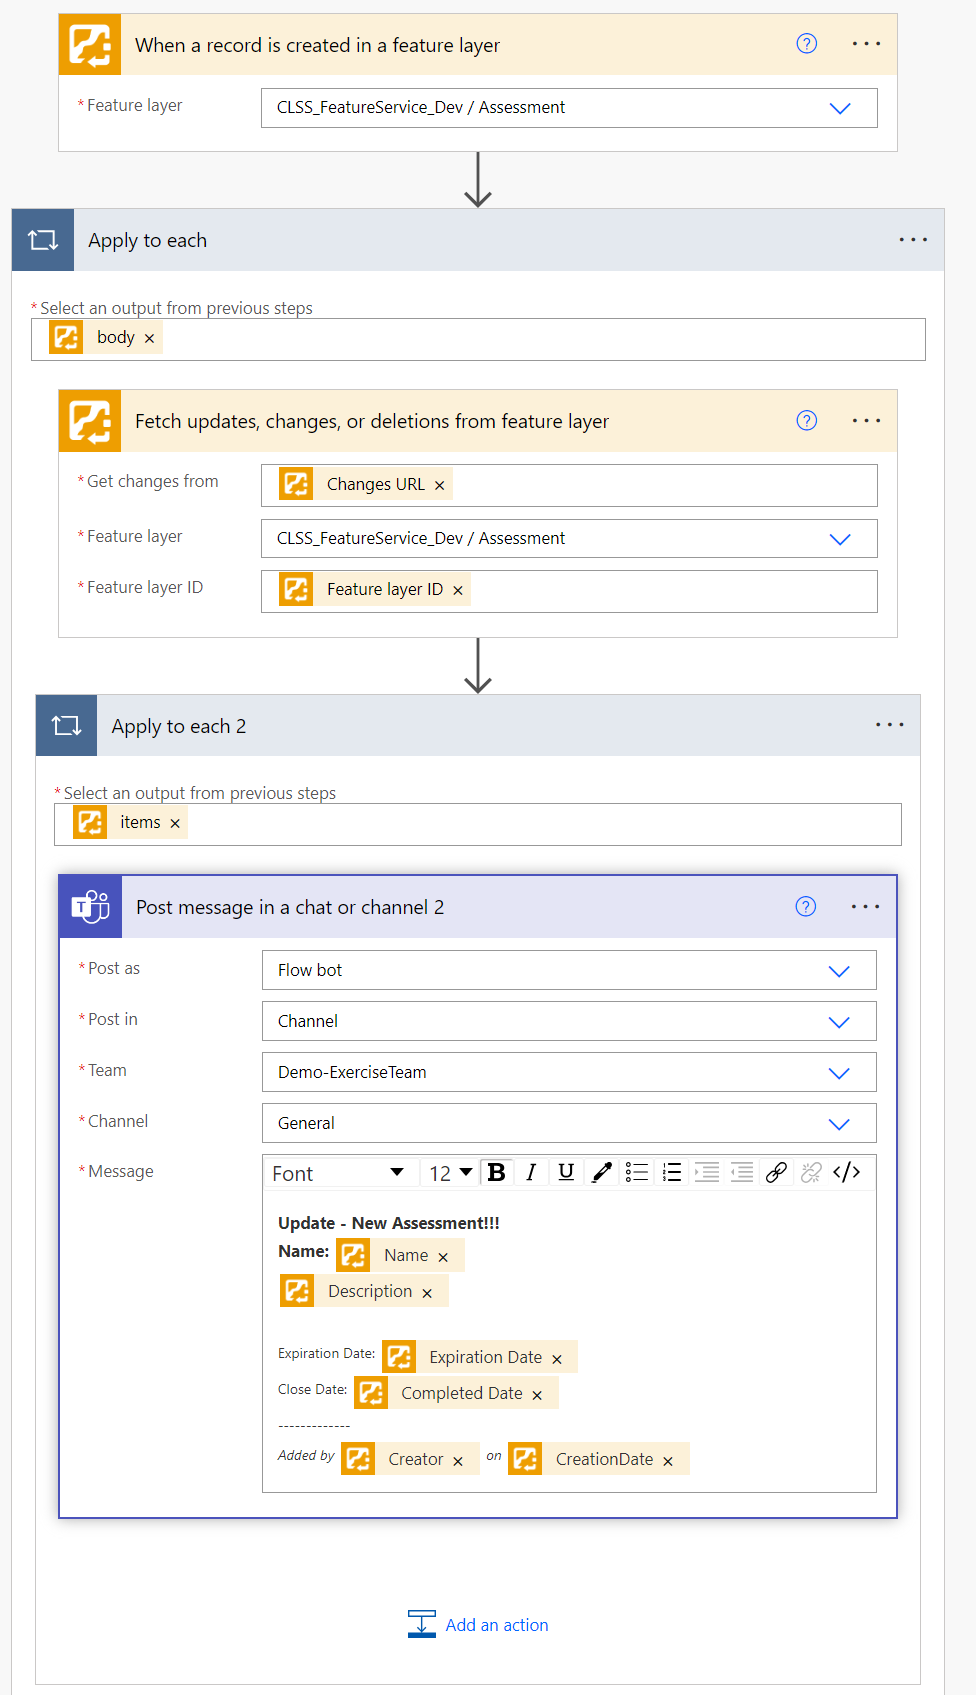 When a record is created in a feature layer
* Feature layer
CLSS_FeatureService_Dev / Assessment
Apply to each
* Select an output from previous steps
body ×
Fetch updates, changes, or deletions from feature layer
* Get changes from
Changes URL ×
* Feature layer
CLSS_FeatureService_Dev / Assessment
* Feature layer ID
Feature layer ID ×
Apply to each 2
* Select an output from previous steps
items ×
T
Post message in a chat or channel 2
* Post as
Flow bot
* Post in
Channel
* Team
Demo-ExerciseTeam
* Channel
General
* Message
Font 12 B I U </>
Update - New Assessment!!!
Name: Name ×
Description ×
Expiration Date: Expiration Date ×
Close Date: Completed Date ×
-------------
Added by Creator × on CreationDate ×
Add an action